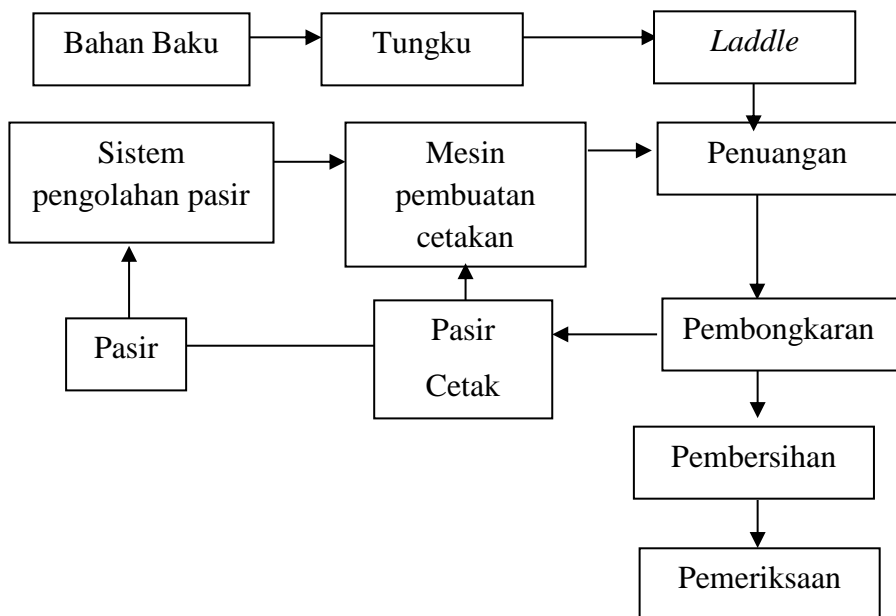 Bahan Baku
Tungku
Laddle
Sistem
pengolahan pasir
Mesin
pembuatan
cetakan
Penuangan
Pasir
Pasir
Cetak
Pembongkaran
Pembersihan
Pemeriksaan